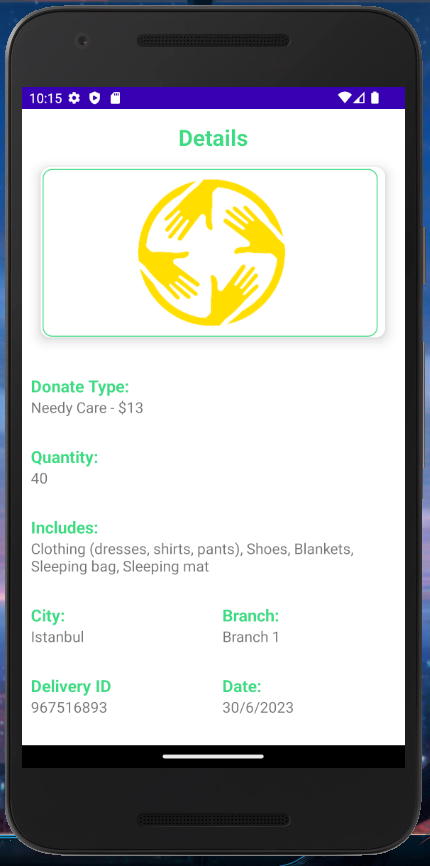 10:15
Details
Donate Type:
Needy Care - $13
Quantity:
40
Includes:
Clothing (dresses, shirts, pants), Shoes, Blankets,
Sleeping bag, Sleeping mat
City:
Branch:
Istanbul
Branch 1
Delivery ID
Date:
967516893
30/6/2023